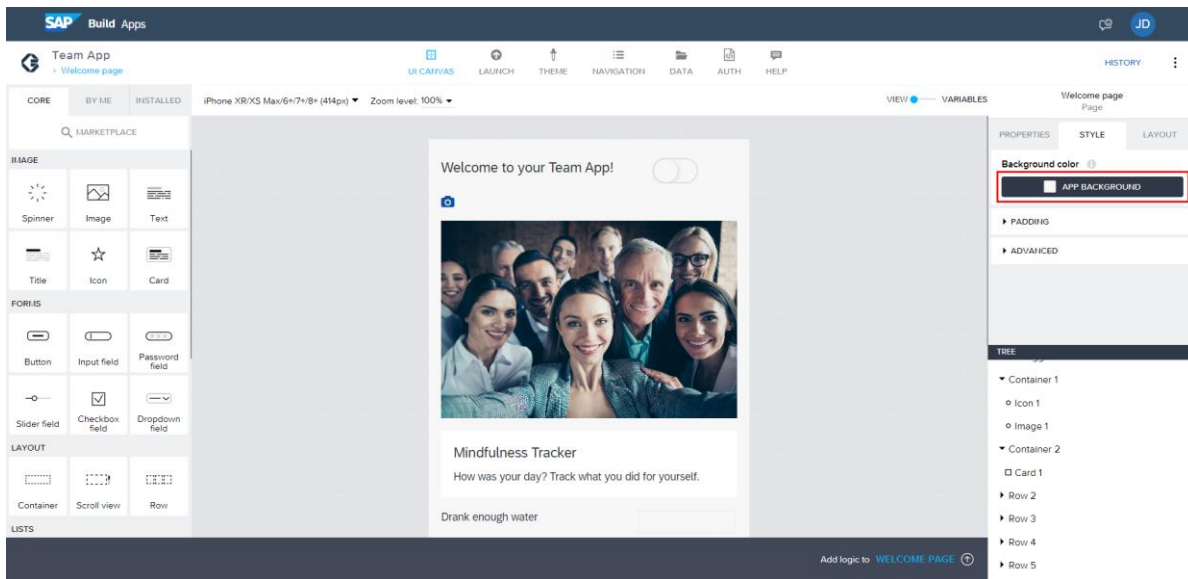 SAP Build Apps
JD
Team App
> Welcome page
UI CANVAS LAUNCH THEME NAVIGATION DATA AUTH HELP
HISTORY
CORE BY ME INSTALLED
iPhone XR/XS Max/6+/7+/8+ (414px) Zoom level: 100%
VIEW VARIABLES
Welcome page
Page
MARKETPLACE
PROPERTIES STYLE LAYOUT
IMAGE
Background color
APP BACKGROUND
Spinner Image Text
PADDING
ADVANCED
Title Icon Card
FORMS
Button Input field Password field
Slider field Checkbox field Dropdown field
LAYOUT
Container Scroll view Row
LISTS
Welcome to your Team App!
Mindfulness Tracker
How was your day? Track what you did for yourself.
Drank enough water
TREE
Container 1
Icon 1
Image 1
Container 2
Card 1
Row 2
Row 3
Row 4
Row 5
Add logic to WELCOME PAGE